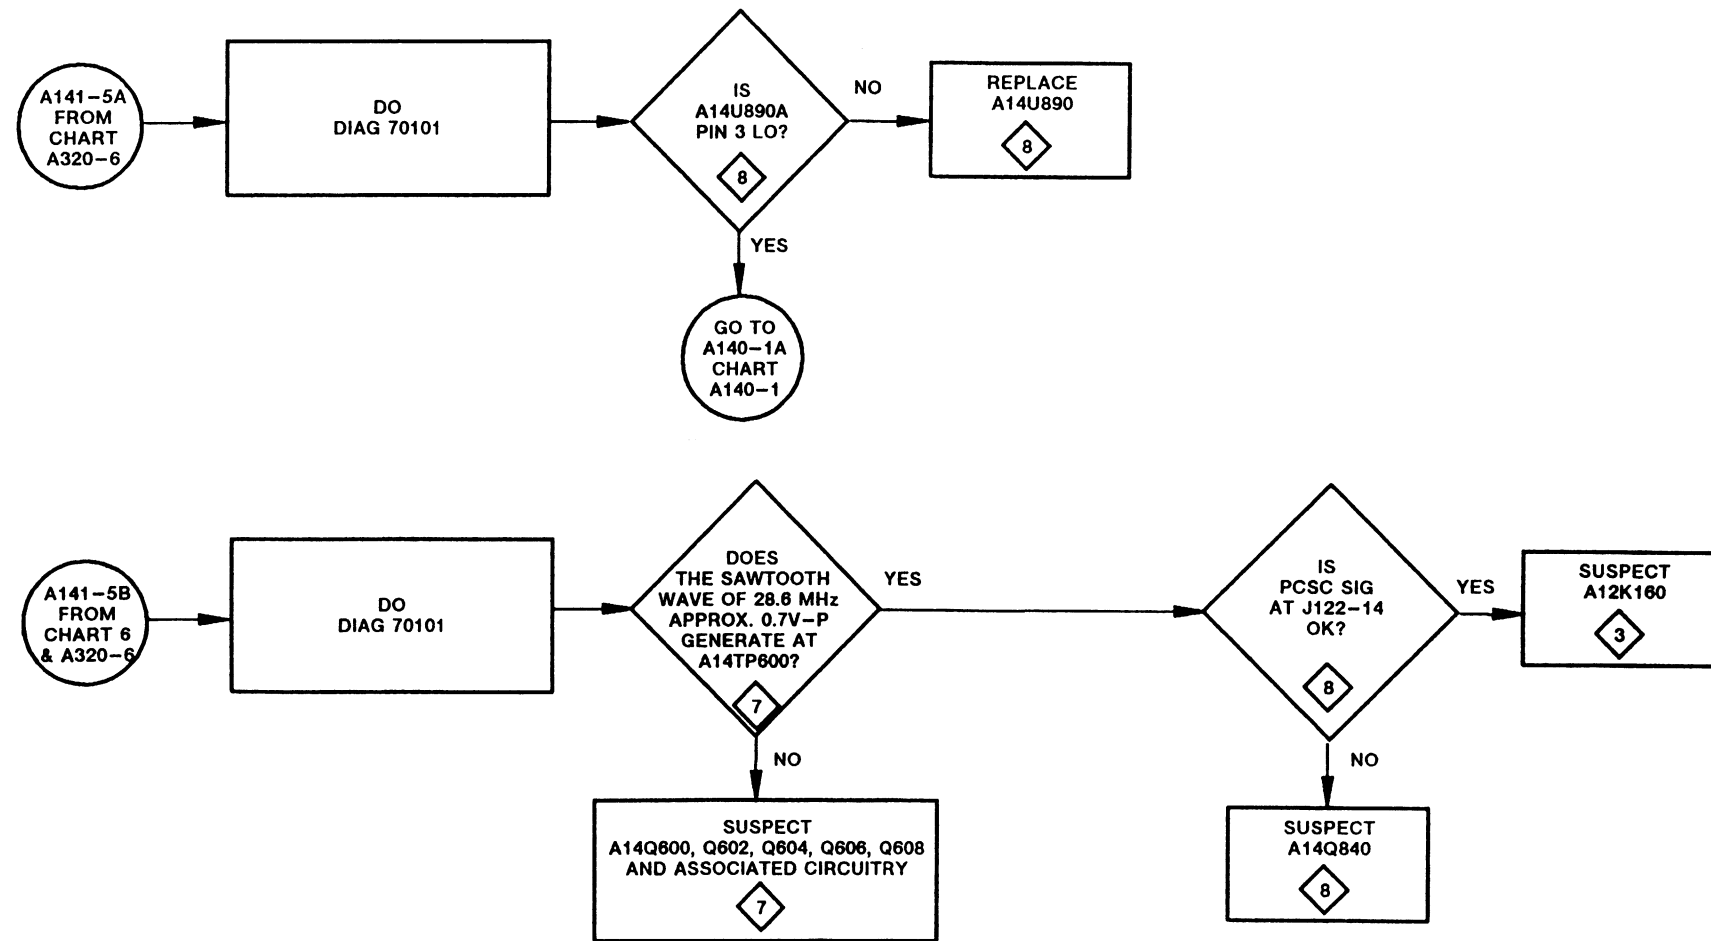 A141-5A
FROM
CHART
A320-6
DO
DIAG 70101
IS
A14U890A
PIN 3 LO?
8
NO
REPLACE
A14U890
8
YES
GO TO
A140-1A
CHART
A140-1
A141-5B
FROM
CHART 6
& A320-6
DO
DIAG 70101
DOES
THE SAWTOOTH
WAVE OF 28.6 MHz
APPROX. 0.7V-P
GENERATE AT
A14TP600?
7
YES
IS
PCSC SIG
AT J122-14
OK?
8
YES
SUSPECT
A12K160
3
NO
SUSPECT
A14Q600, Q602, Q604, Q606, Q608
AND ASSOCIATED CIRCUITRY
7
NO
SUSPECT
A14Q840
8